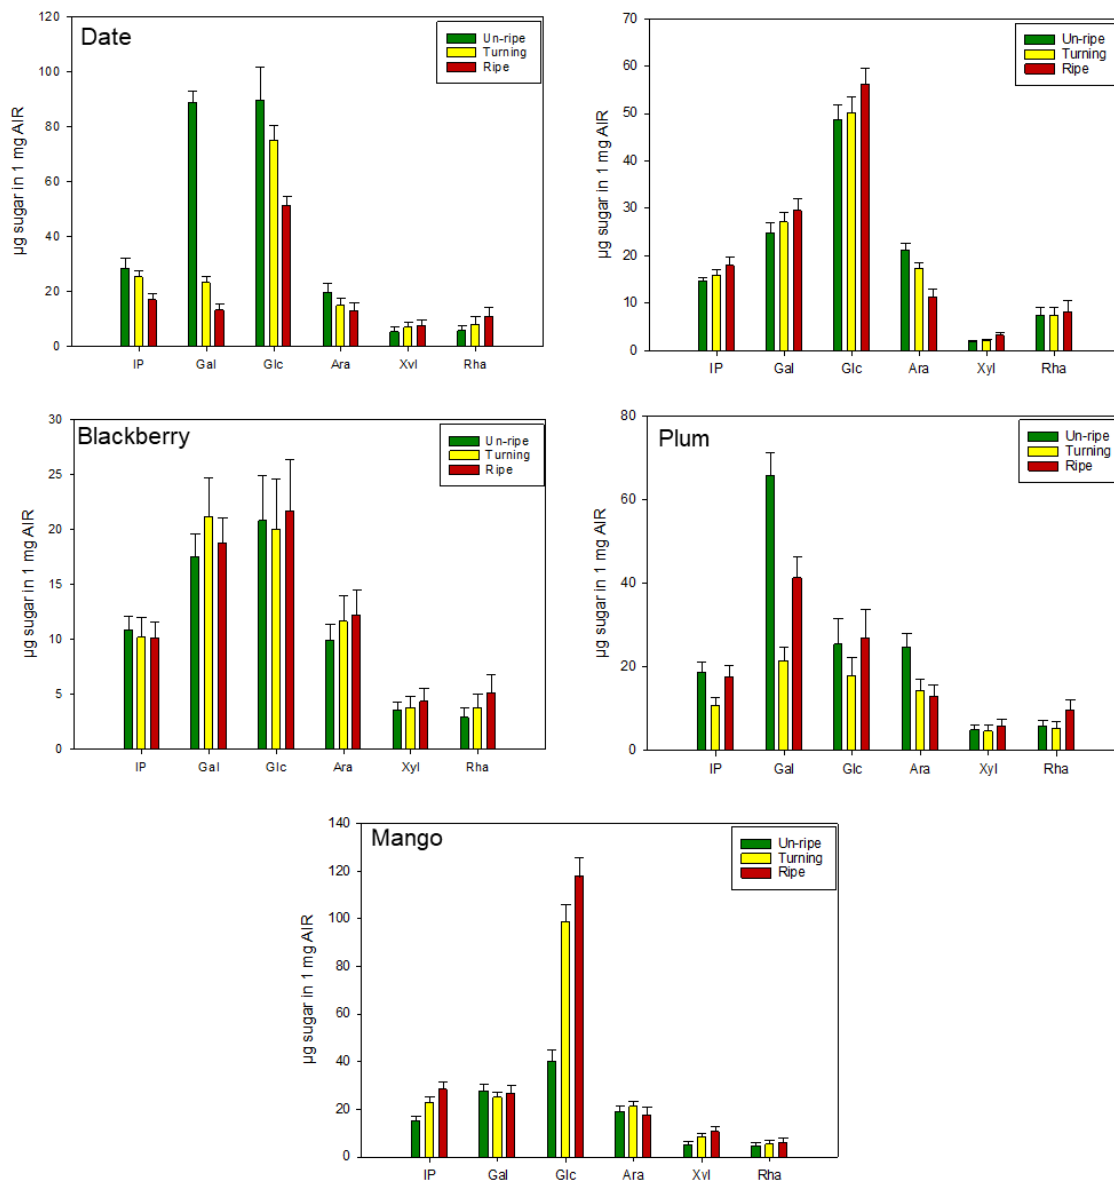 Date
Un-ripe
Turning
Ripe
µg sugar in 1 mg AIR
120
100
80
60
40
20
0
IP Gal Glc Ara Xvl Rha
Un-ripe
Turning
Ripe
µg sugar in 1 mg AIR
70
60
50
40
30
20
10
0
IP Gal Glc Ara Xyl Rha
Blackberry
Un-ripe
Turning
Ripe
µg sugar in 1 mg AIR
30
25
20
15
10
5
0
IP Gal Glc Ara Xyl Rha
Plum
Un-ripe
Turning
Ripe
µg sugar in 1 mg AIR
80
60
40
20
0
IP Gal Glc Ara Xyl Rha
Mango
Un-ripe
Turning
Ripe
µg sugar in 1 mg AIR
140
120
100
80
60
40
20
0
IP Gal Glc Ara Xyl Rha